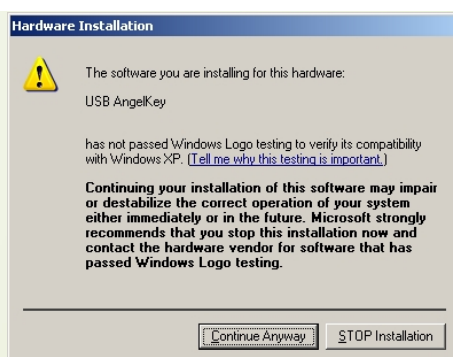 Hardware Installation
The software you are installing for this hardware:
USB AngelKey
has not passed Windows Logo testing to verify its compatibility
with Windows XP. (Tell me why this testing is important.)
Continuing your installation of this software may impair
or destabilize the correct operation of your system
either immediately or in the future. Microsoft strongly
recommends that you stop this installation now and
contact the hardware vendor for software that has
passed Windows Logo testing.
Continue Anyway STOP Installation